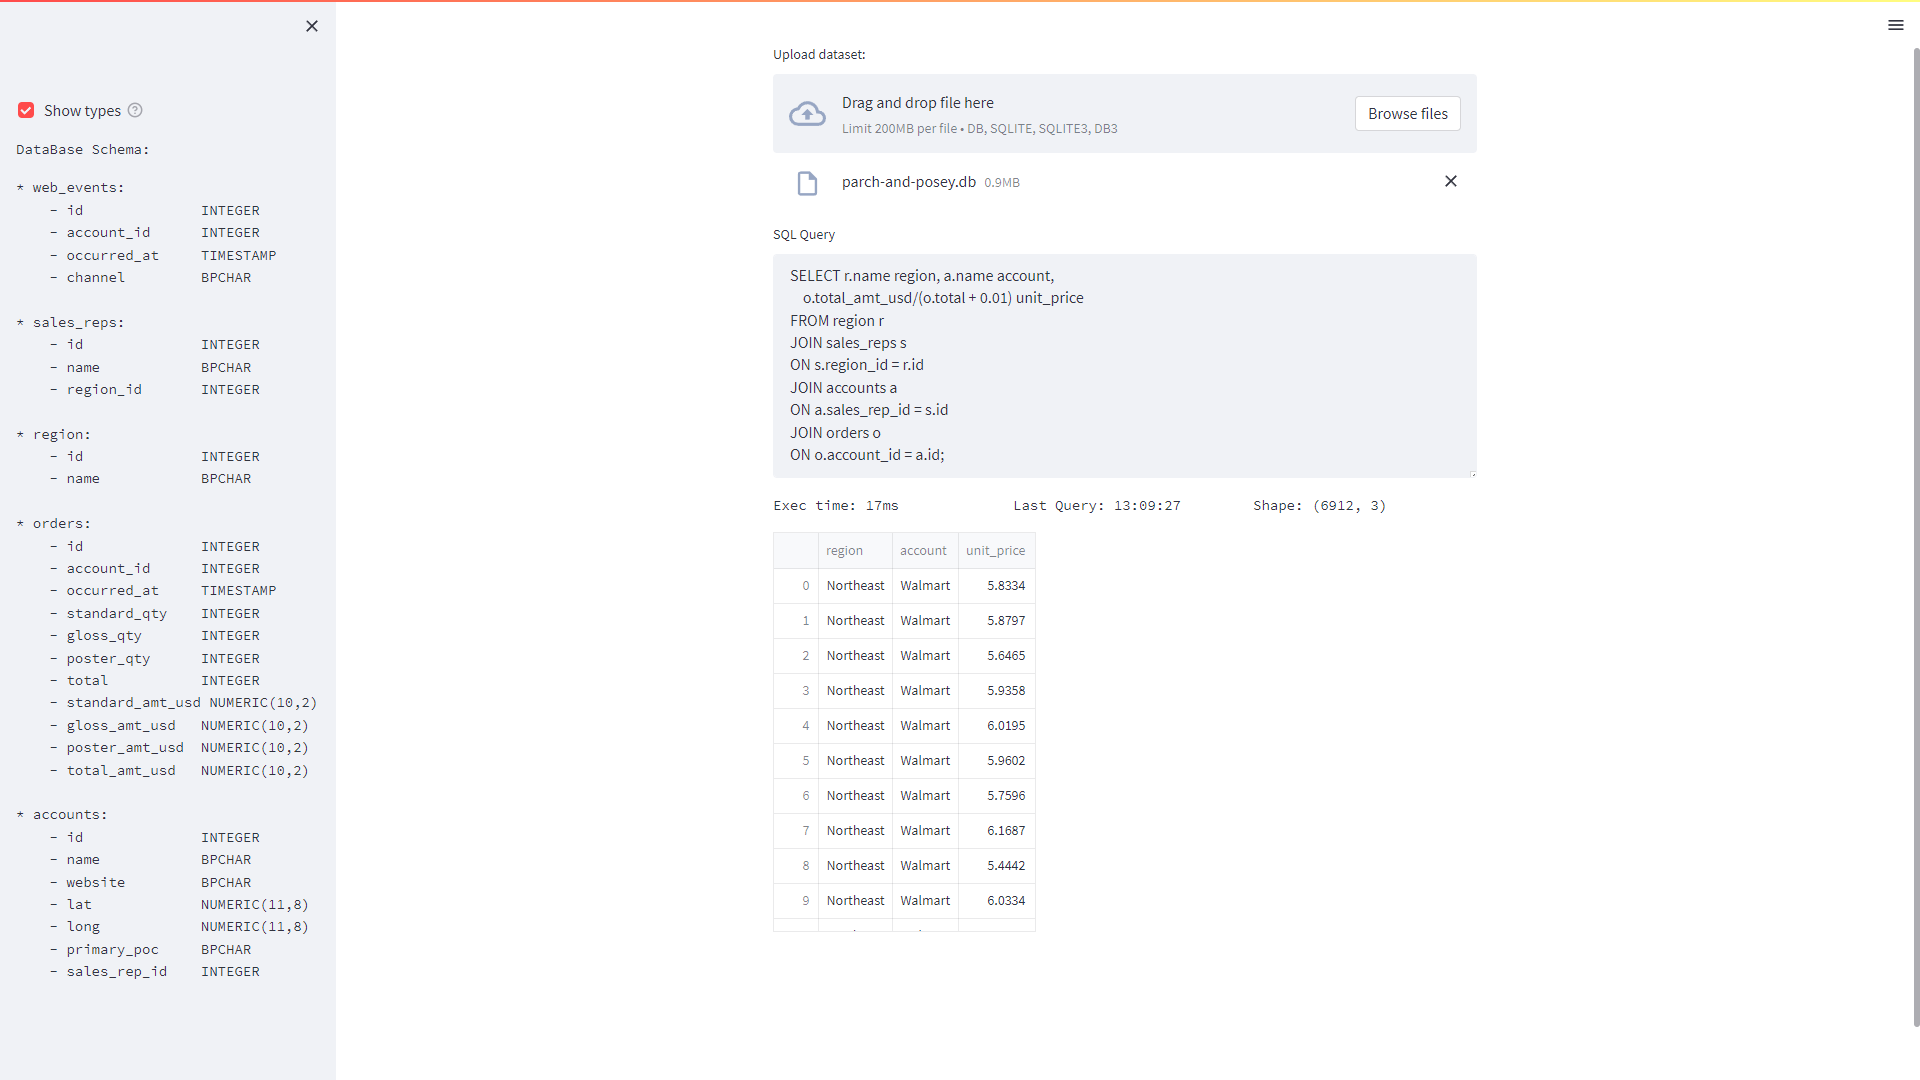 Show types
DataBase Schema:
* web_events:
- id INTEGER
- account_id INTEGER
- occurred_at TIMESTAMP
- channel BPCHAR
* sales_reps:
- id INTEGER
- name BPCHAR
- region_id INTEGER
* region:
- id INTEGER
- name BPCHAR
* orders:
- id INTEGER
- account_id INTEGER
- occurred_at TIMESTAMP
- standard_qty INTEGER
- gloss_qty INTEGER
- poster_qty INTEGER
- total INTEGER
- standard_amt_usd NUMERIC(10,2)
- gloss_amt_usd NUMERIC(10,2)
- poster_amt_usd NUMERIC(10,2)
- total_amt_usd NUMERIC(10,2)
* accounts:
- id INTEGER
- name BPCHAR
- website BPCHAR
- lat NUMERIC(11,8)
- long NUMERIC(11,8)
- primary_poc BPCHAR
- sales_rep_id INTEGER
Upload dataset:
Drag and drop file here
Limit 200MB per file • DB, SQLITE, SQLITE3, DB3
Browse files
parch-and-posey.db 0.9MB
SQL Query
SELECT r.name region, a.name account,
o.total_amt_usd/(o.total + 0.01) unit_price
FROM region r
JOIN sales_reps s
ON s.region_id = r.id
JOIN accounts a
ON a.sales_rep_id = s.id
JOIN orders o
ON o.account_id = a.id;
Exec time: 17ms Last Query: 13:09:27 Shape: (6912, 3)
region account unit_price
0 Northeast Walmart 5.8334
1 Northeast Walmart 5.8797
2 Northeast Walmart 5.6465
3 Northeast Walmart 5.9358
4 Northeast Walmart 6.0195
5 Northeast Walmart 5.9602
6 Northeast Walmart 5.7596
7 Northeast Walmart 6.1687
8 Northeast Walmart 5.4442
9 Northeast Walmart 6.0334